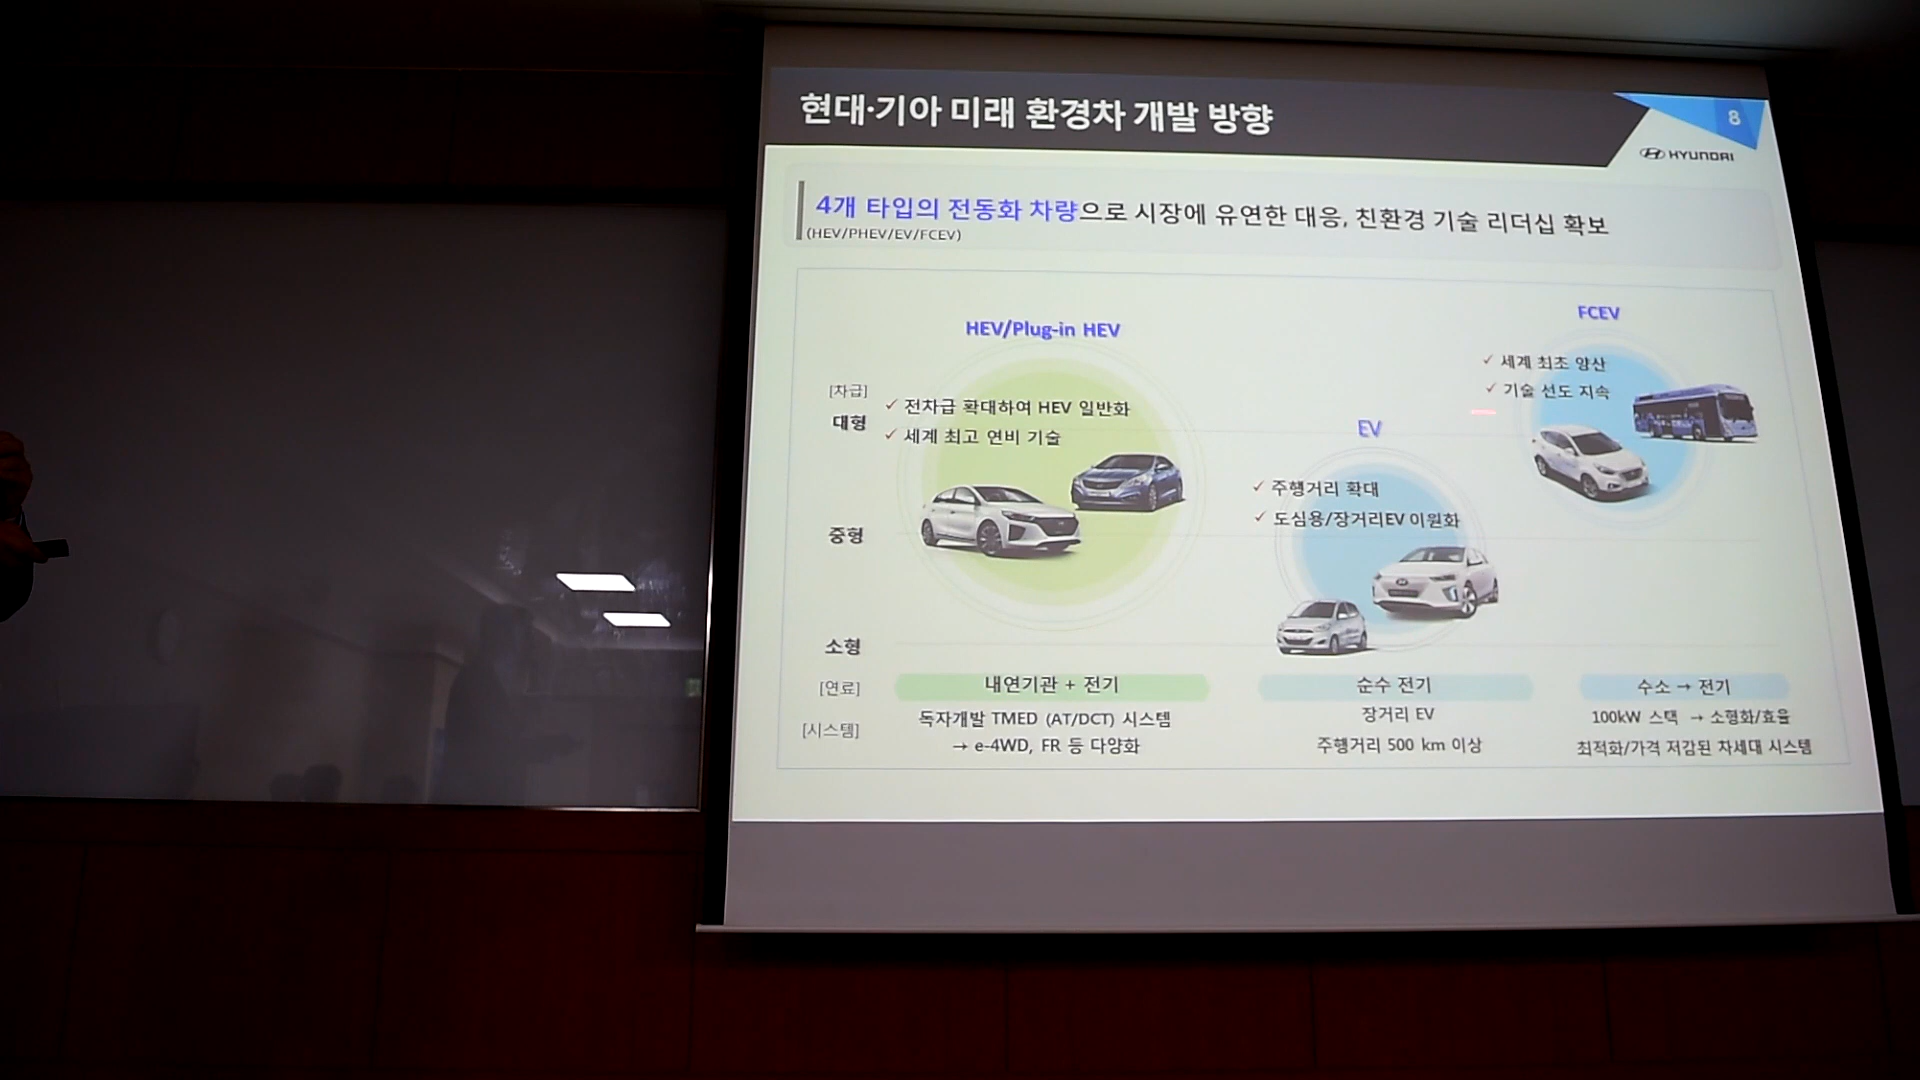 현대·기아 미래 환경차 개발 방향
8
HYUNDAI
4개 타입의 전동화 차량으로 시장에 유연한 대응, 친환경 기술 리더십 확보
(HEV/PHEV/EV/FCEV)
HEV/Plug-in HEV
[차급]
대형
✓ 전차급 확대하여 HEV 일반화
✓ 세계 최고 연비 기술
중형
소형
EV
✓ 주행거리 확대
✓ 도심용/장거리EV 이원화
FCEV
✓ 세계 최초 양산
✓ 기술 선도 지속
[연료]
내연기관 + 전기
순수 전기
수소 → 전기
[시스템]
독자개발 TMED (AT/DCT) 시스템
→ e-4WD, FR 등 다양화
장거리 EV
주행거리 500 km 이상
100kW 스택 → 소형화/효율
최적화/가격 저감된 차세대 시스템